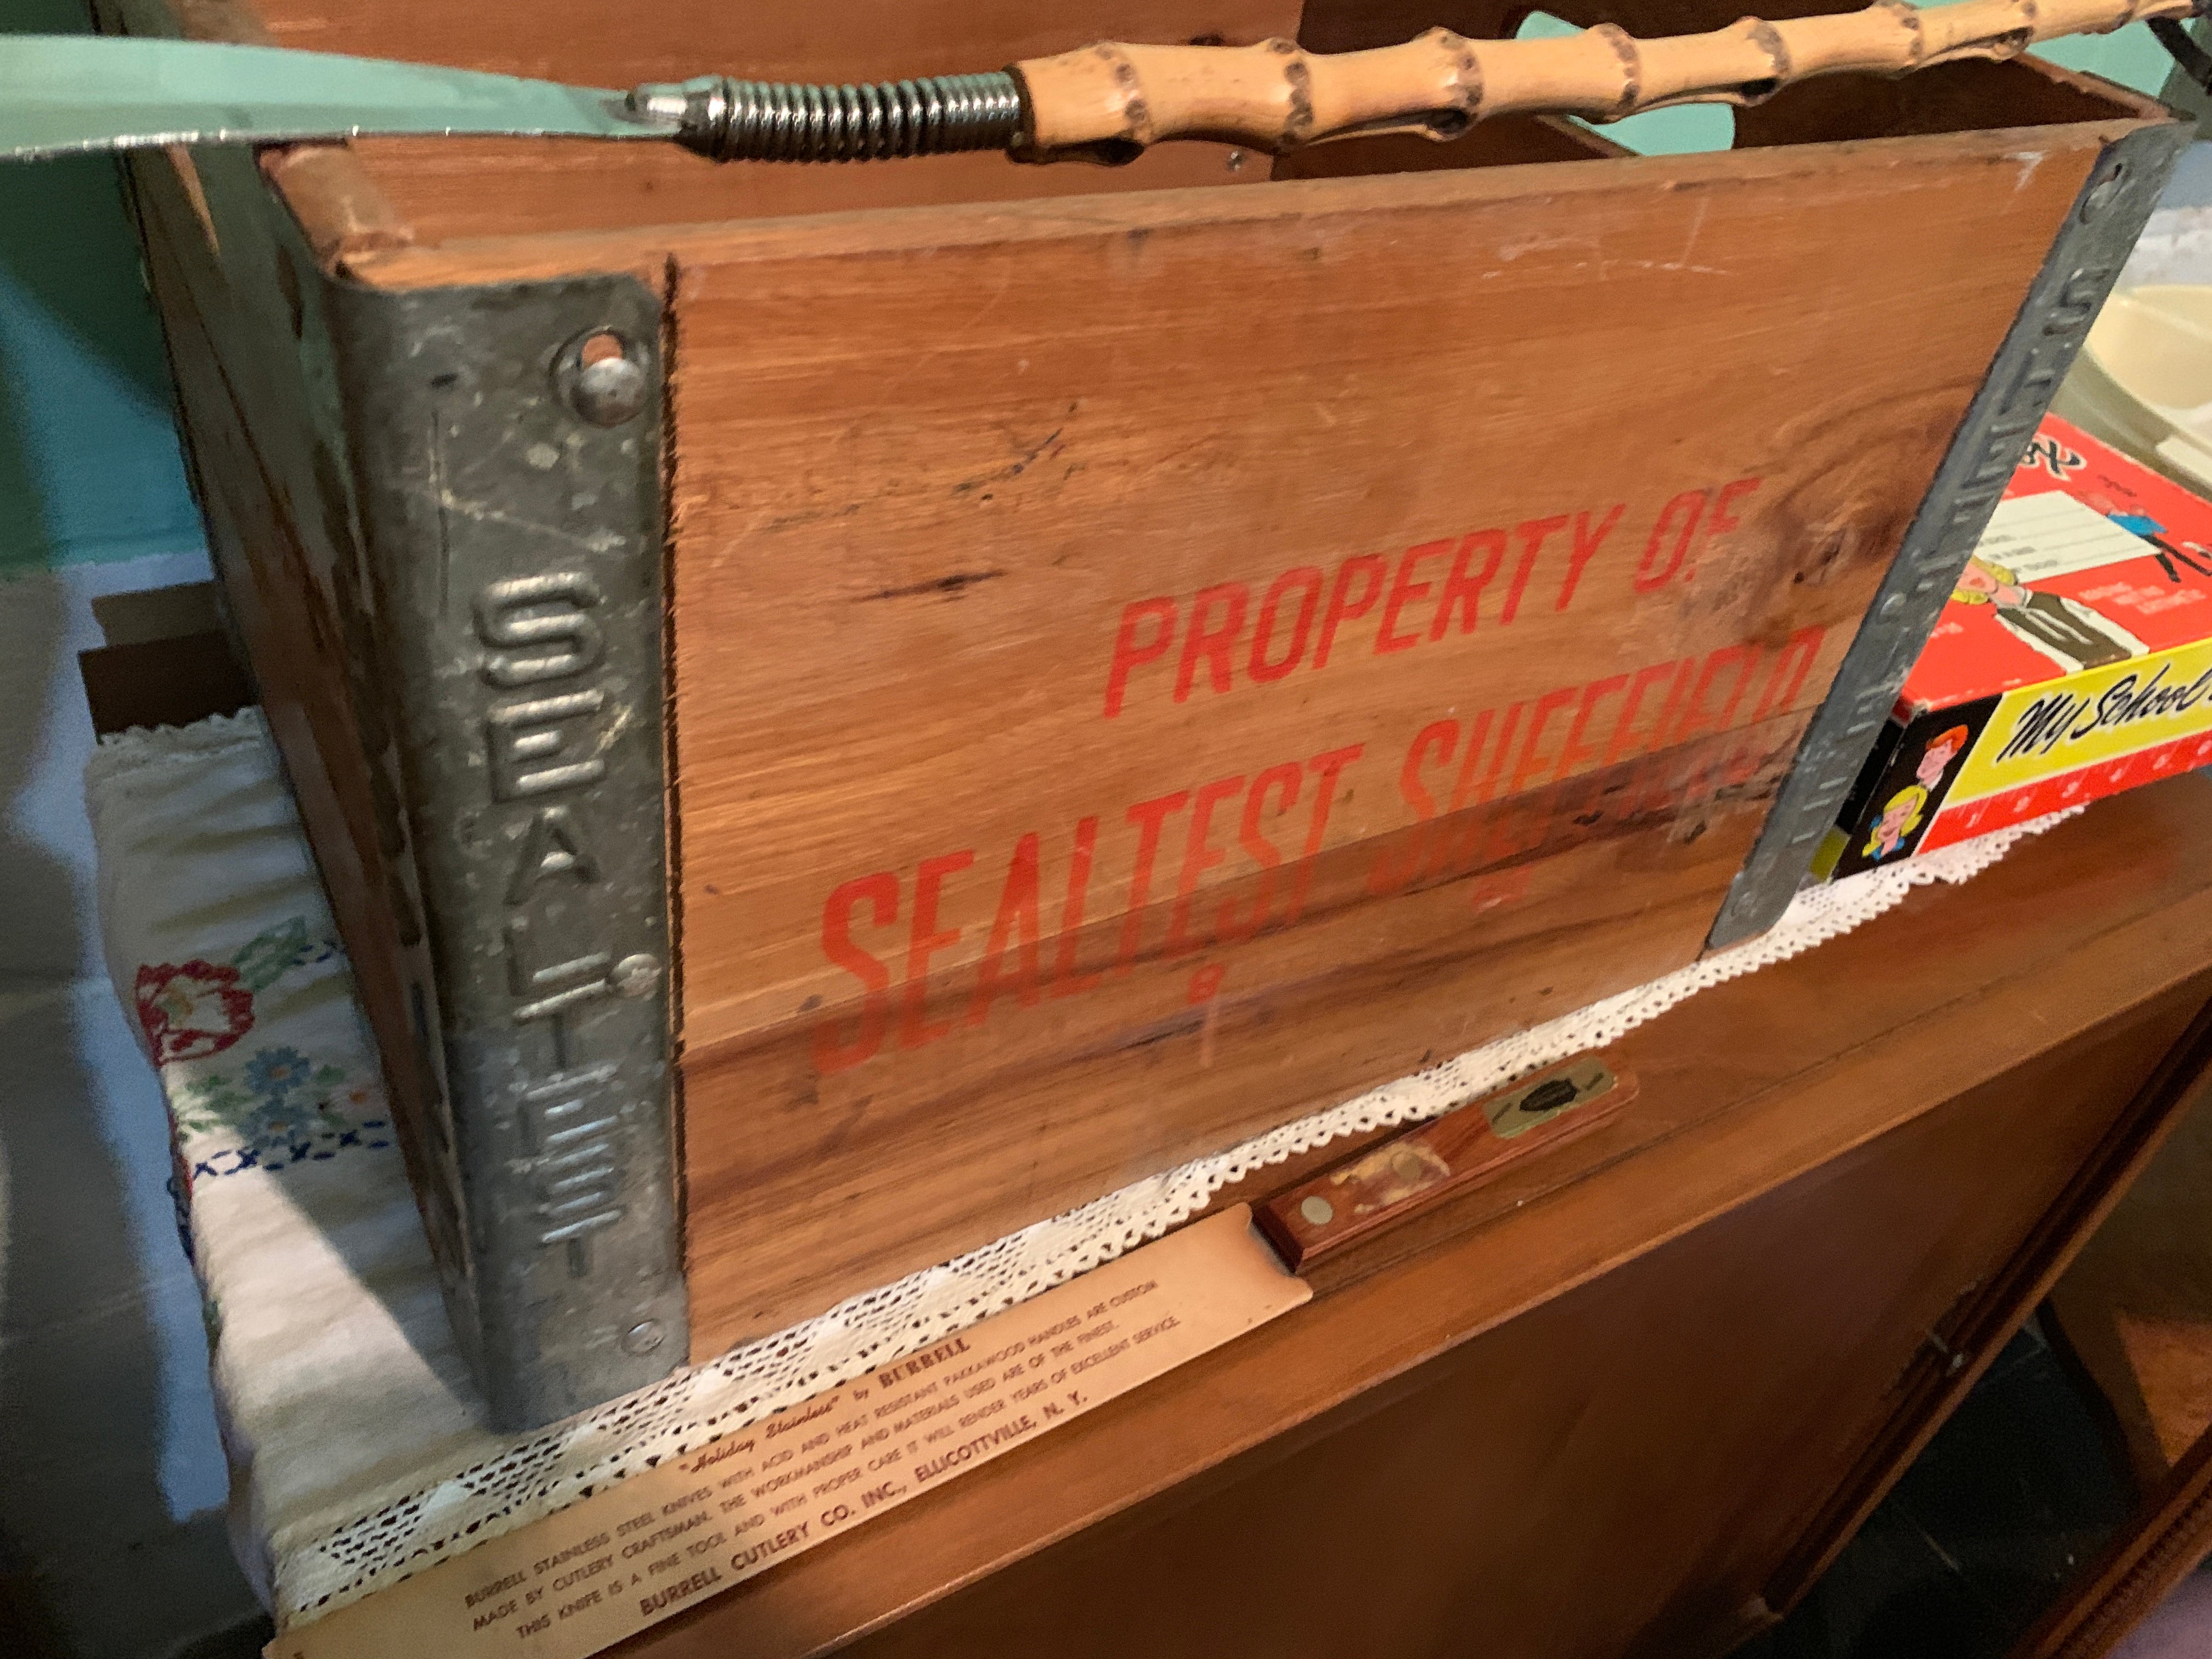 SEALTEST
PROPERTY OF
SEALTEST SHEFFIELD
8
SEALTEST
My School
"Holiday Stainless" by BURRELL
BURRELL STAINLESS STEEL KNIVES WITH ACID AND HEAT RESISTANT PAKKAWOOD HANDLES ARE CUSTOM
MADE BY CUTLERY CRAFTSMAN. THE WORKMANSHIP AND MATERIALS USED ARE OF THE FINEST.
THIS KNIFE IS A FINE TOOL AND WITH PROPER CARE IT WILL RENDER YEARS OF EXCELLENT SERVICE.
BURRELL CUTLERY CO. INC., ELLICOTTVILLE, N. Y.